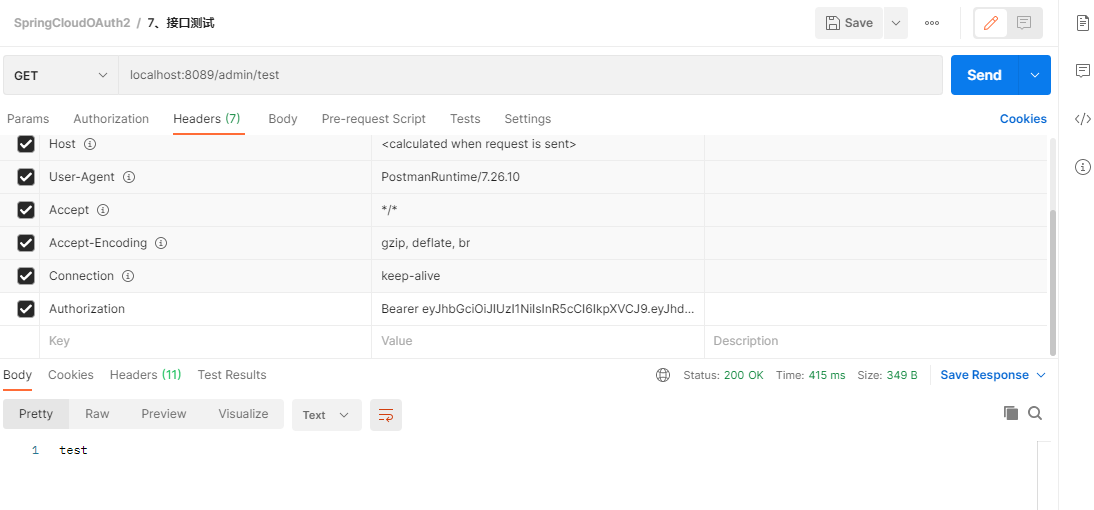 SpringCloudOAuth2 / 7、接口测试
Save
GET localhost:8089/admin/test Send
Params Authorization Headers (7) Body Pre-request Script Tests Settings Cookies
Host <calculated when request is sent>
User-Agent PostmanRuntime/7.26.10
Accept */*
Accept-Encoding gzip, deflate, br
Connection keep-alive
Authorization Bearer eyJhbGciOiJIUzI1NiIsInR5cCI6IkpXVCJ9.eyJhd...
Key Value Description
Body Cookies Headers (11) Test Results Status: 200 OK Time: 415 ms Size: 349 B Save Response
Pretty Raw Preview Visualize Text
1 test